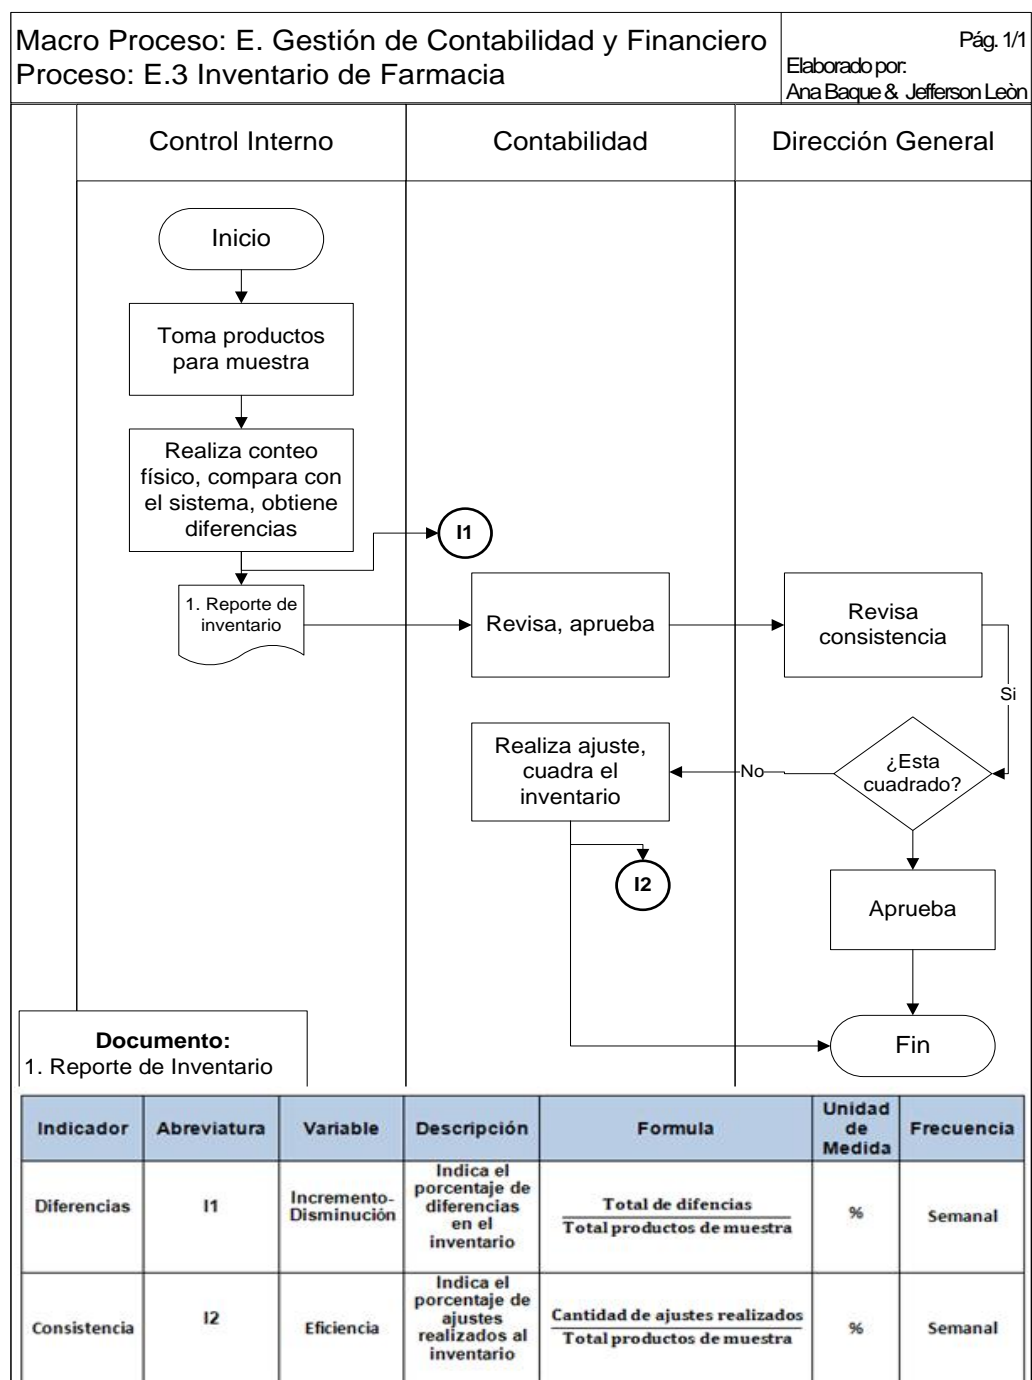 Macro Proceso: E. Gestión de Contabilidad y Financiero
Proceso: E.3 Inventario de Farmacia
Pág. 1/1
Elaborado por:
Ana Baque & Jefferson Leòn
Control Interno
Contabilidad
Dirección General
Inicio
Toma productos
para muestra
Realiza conteo
físico, compara con
el sistema, obtiene
diferencias
I1
1. Reporte de
inventario
Revisa, aprueba
Revisa
consistencia
Si
Realiza ajuste,
cuadra el
inventario
No
¿Esta
cuadrado?
I2
Aprueba
Fin
Documento:
1. Reporte de Inventario
Indicador
Abreviatura
Variable
Descripción
Formula
Unidad
de
Medida
Frecuencia
Diferencias
I1
Incremento-
Disminución
Indica el
porcentaje de
diferencias
en el
inventario
Total de difencias
Total productos de muestra
%
Semanal
Consistencia
I2
Eficiencia
Indica el
porcentaje de
ajustes
realizados al
inventario
Cantidad de ajustes realizados
Total productos de muestra
%
Semanal